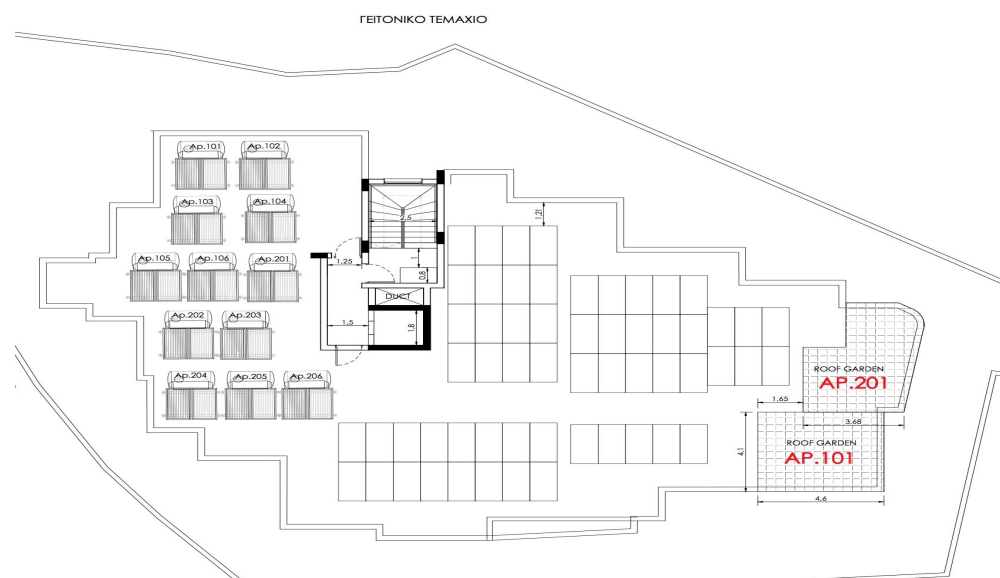 ΓΕΙΤΟΝΙΚΟ ΤΕΜΑΧΙΟ
Ap.101
Ap.102
Ap.103
Ap.104
Ap.105
Ap.106
Ap.201
Ap.202
Ap.203
Ap.204
Ap.205
Ap.206
2,5
1,21
1,25
1
0,8
DUCT
1,5
1,8
ROOF GARDEN
AP.201
1,65
3,68
ROOF GARDEN
AP.101
4,1
4,6